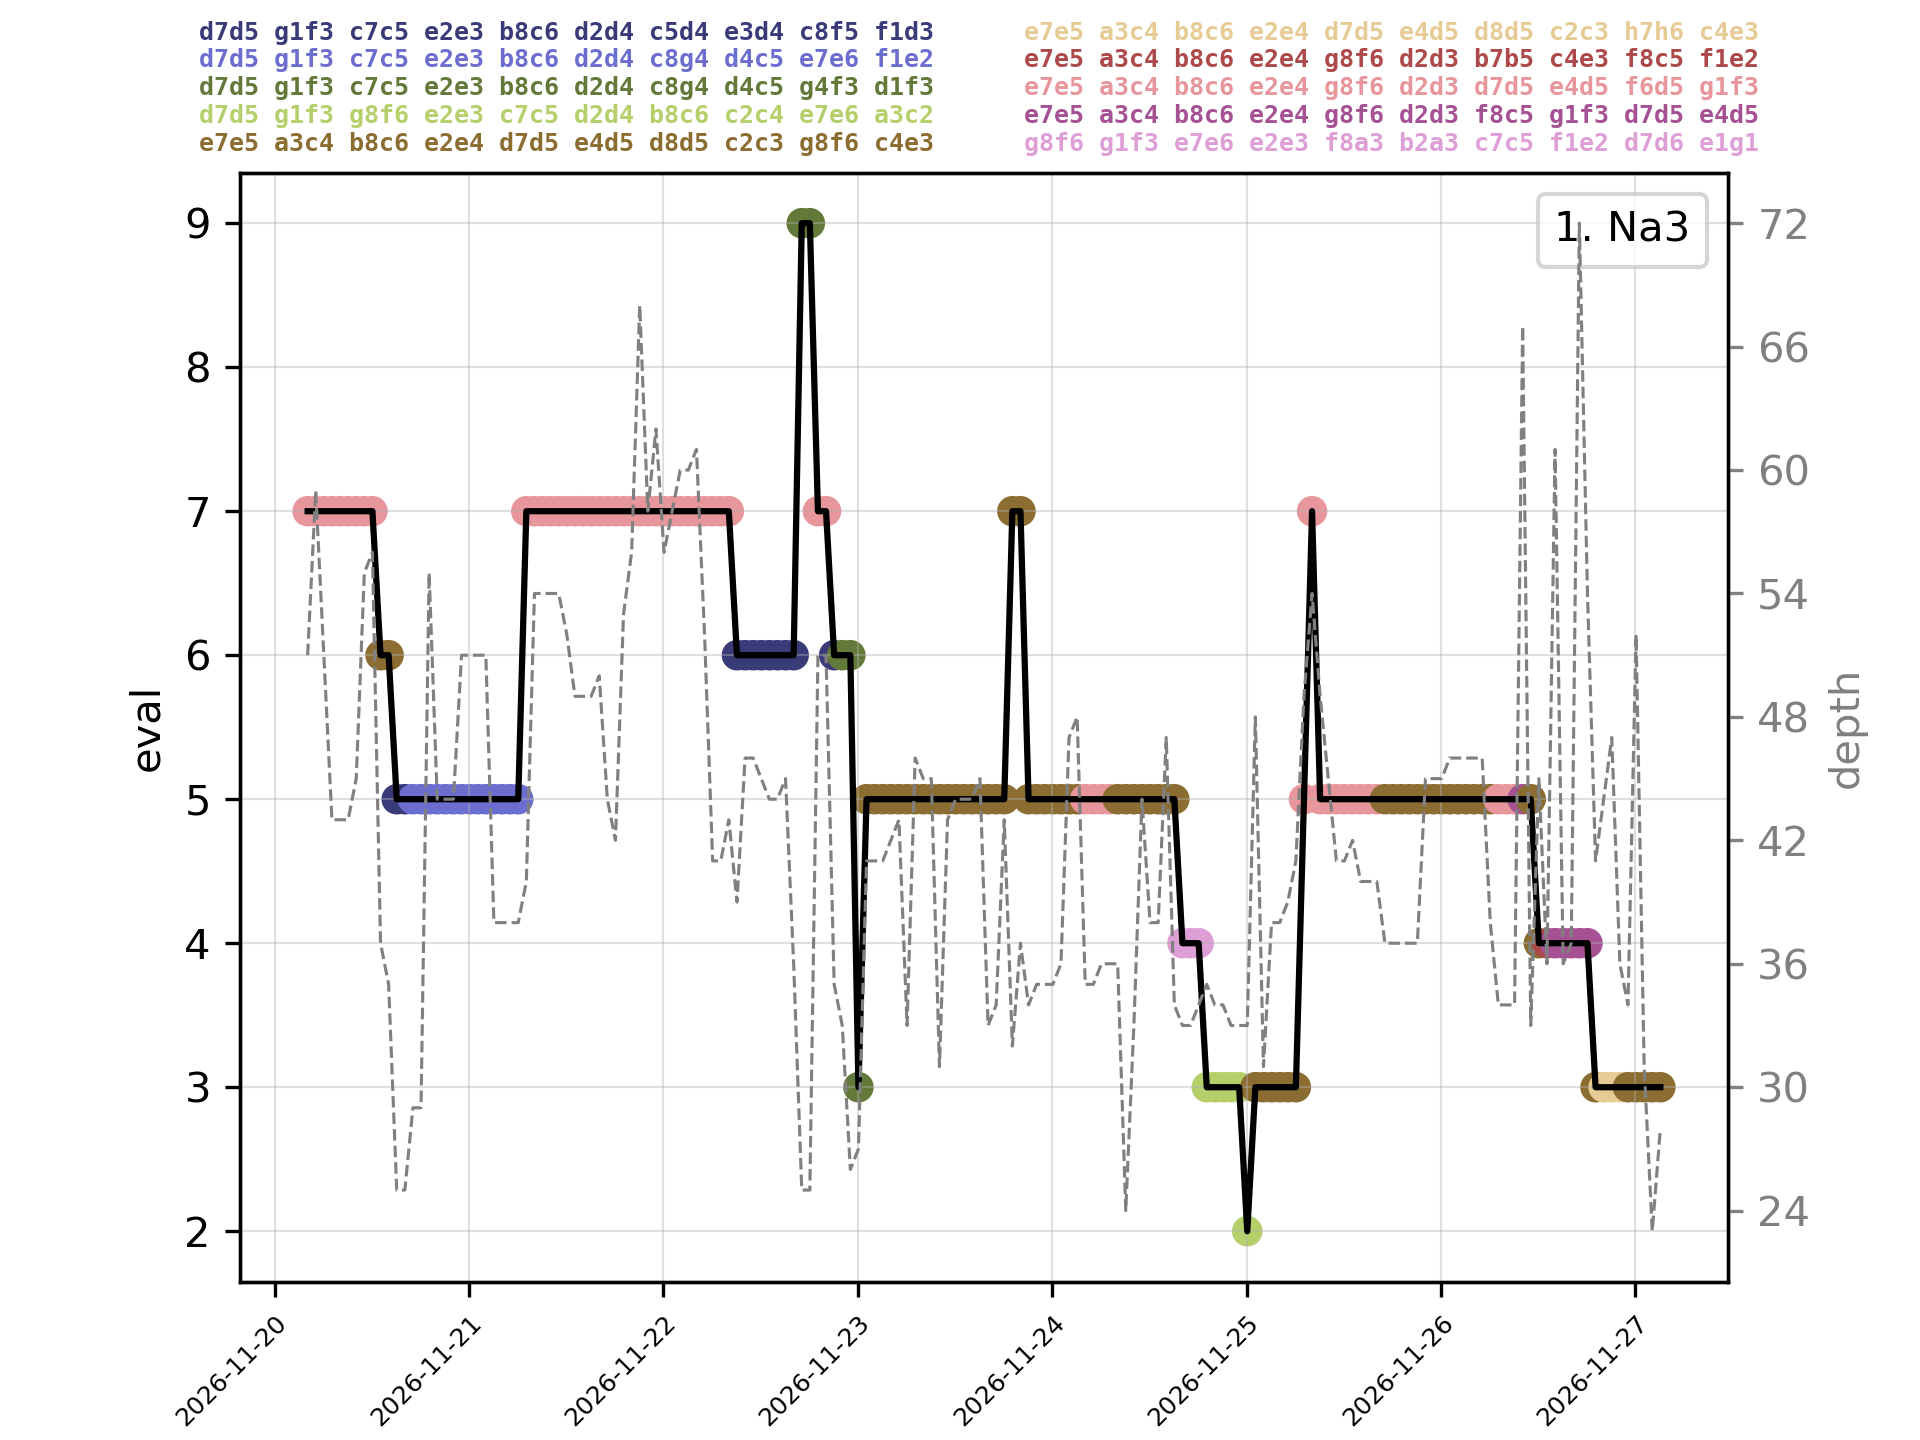 d7d5 g1f3 c7c5 e2e3 b8c6 d2d4 c5d4 e3d4 c8f5 f1d3
d7d5 g1f3 c7c5 e2e3 b8c6 d2d4 c8g4 d4c5 e7e6 f1e2
d7d5 g1f3 c7c5 e2e3 b8c6 d2d4 c8g4 d4c5 g4f3 d1f3
d7d5 g1f3 g8f6 e2e3 c7c5 d2d4 b8c6 c2c4 e7e6 a3c2
e7e5 a3c4 b8c6 e2e4 d7d5 e4d5 d8d5 c2c3 g8f6 c4e3
e7e5 a3c4 b8c6 e2e4 d7d5 e4d5 d8d5 c2c3 h7h6 c4e3
e7e5 a3c4 b8c6 e2e4 g8f6 d2d3 b7b5 c4e3 f8c5 f1e2
e7e5 a3c4 b8c6 e2e4 g8f6 d2d3 d7d5 e4d5 f6d5 g1f3
e7e5 a3c4 b8c6 e2e4 g8f6 d2d3 f8c5 g1f3 d7d5 e4d5
g8f6 g1f3 e7e6 e2e3 f8a3 b2a3 c7c5 f1e2 d7d6 e1g1
1. Na3
eval
9
8
7
6
5
4
3
2
depth
72
66
60
54
48
42
36
30
24
2026-11-20
2026-11-21
2026-11-22
2026-11-23
2026-11-24
2026-11-25
2026-11-26
2026-11-27